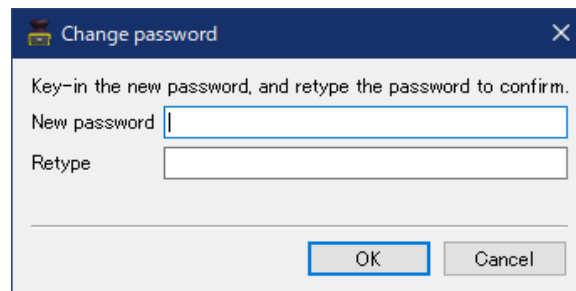 Change password
Key-in the new password, and retype the password to confirm.
New password
Retype
OK Cancel